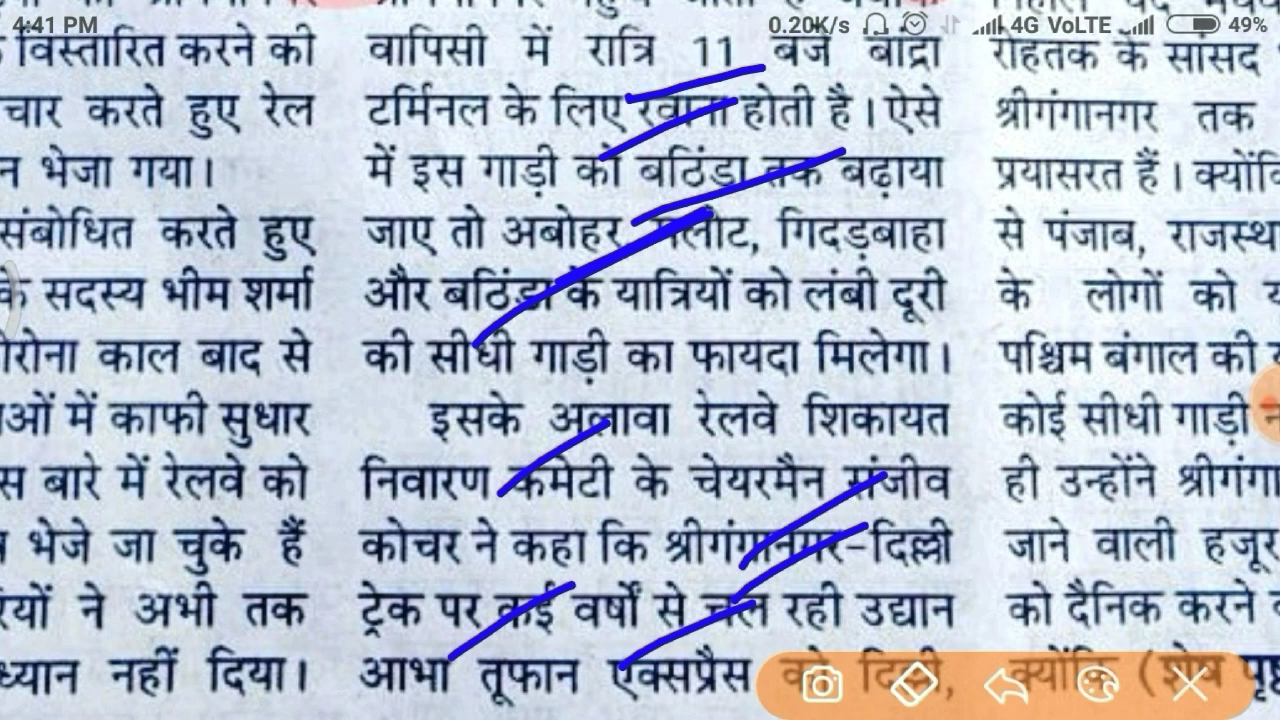 4:41 PM 0.20K/s 4G VoLTE 49%
विस्तारित करने की
चार करते हुए रेल
न भेजा गया।
संबोधित करते हुए
के सदस्य भीम शर्मा
काल बाद से
में काफी सुधार
स बारे में रेलवे को
भेजे जा चुके हैं
ने अभी तक
ध्यान नहीं दिया।
वापिसी में रात्रि 11 बजे बांद्रा
टर्मिनल के लिए रवाना होती है। ऐसे
में इस गाड़ी को बठिंडा तक बढ़ाया
जाए तो अबोहर, मलोट, गिदड़बाहा
और बठिंडा के यात्रियों को लंबी दूरी
की सीधी गाड़ी का फायदा मिलेगा।
इसके अलावा रेलवे शिकायत
निवारण कमेटी के चेयरमैन संजीव
कोचर ने कहा कि श्रीगंगानगर-दिल्ली
ट्रेक पर कई वर्षों से चल रही उद्यान
आभा तूफान एक्सप्रैस को दिल्ली,
रोहतक के सांसद
श्रीगंगानगर तक
प्रयासरत हैं। क्योंकि
से पंजाब, राजस्था
के लोगों को
पश्चिम बंगाल की
कोई सीधी गाड़ी न
ही उन्होंने श्रीगंगा
जाने वाली हजूर
को दैनिक करने
क्योंकि (शेष पृष्ठ